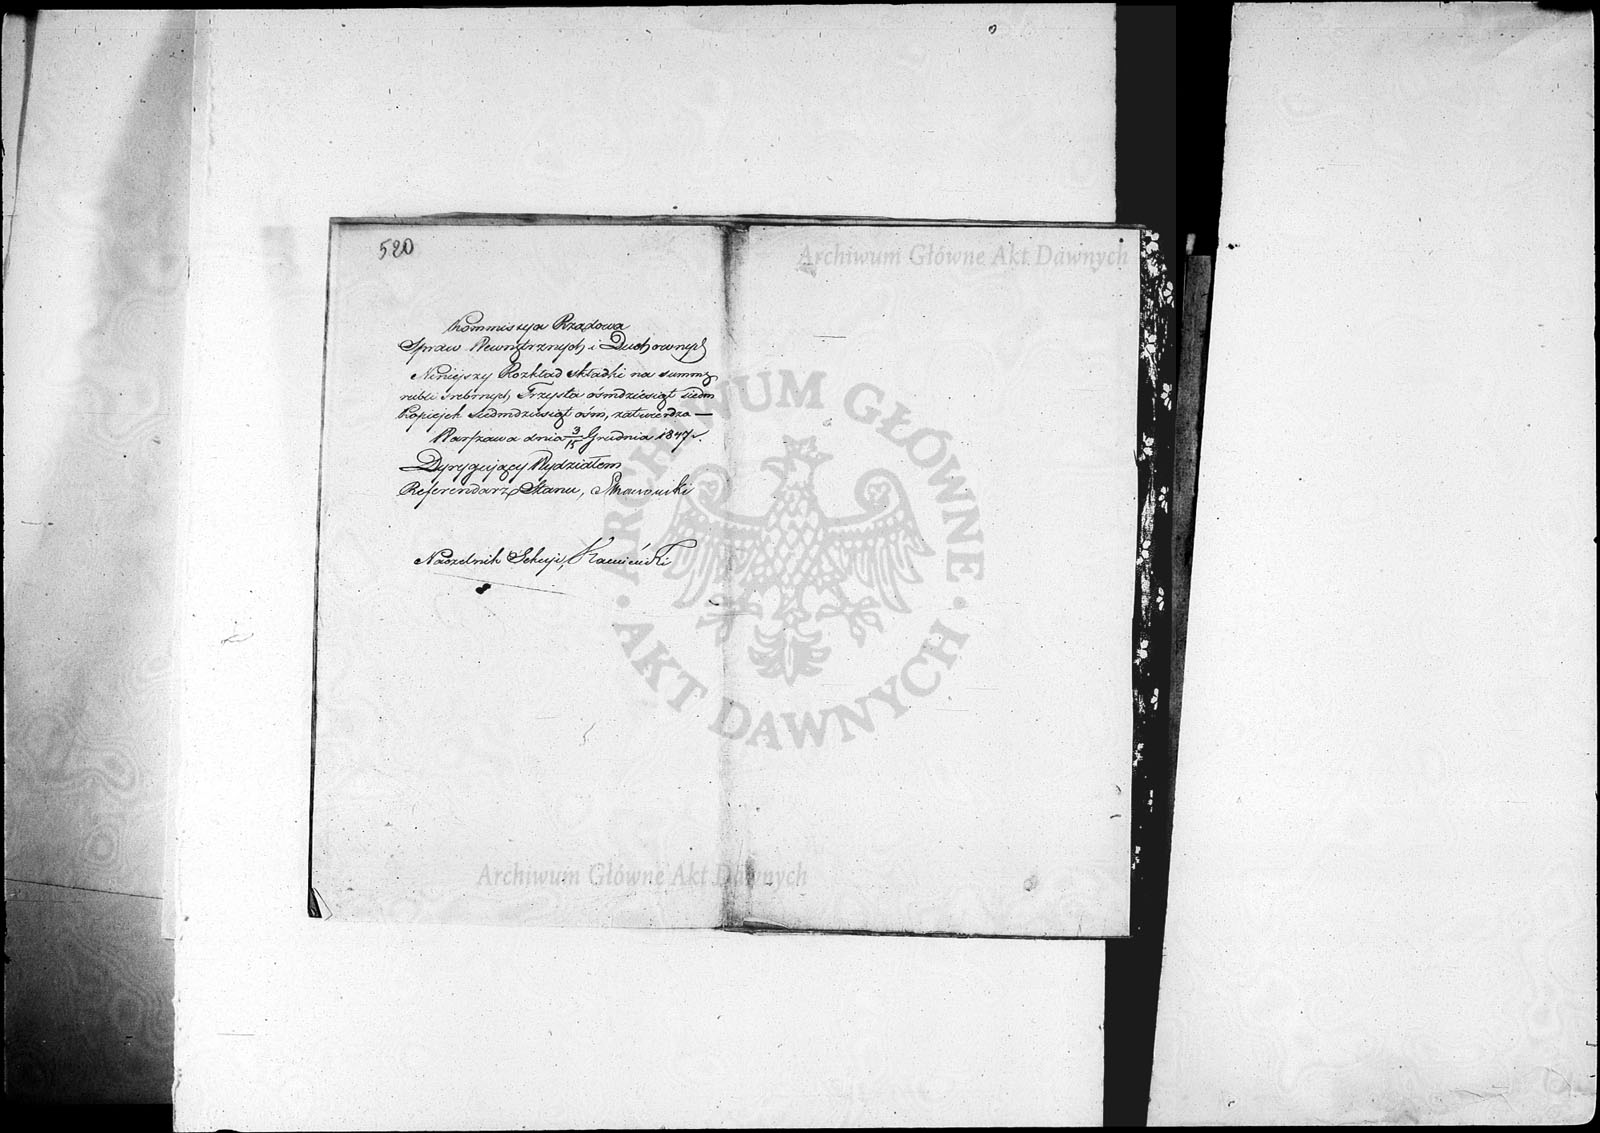 520
Kommissya Rządowa
Spraw Wewnętrznych i Duchownych
Niniejszy Rozkład składki na summę
rubli srebrnych Trzysta ośmdziesiąt siedm
Kopiejek siedmdziesiąt ośm, zatwierdza —
Warszawa dnia 3/15 Grudnia 1847 r.
Dyrygujący Wydziałem
Referendarz Stanu,
Naczelnik Sekcyi, Kamiński
Archiwum Główne Akt Dawnych
ARCHIWUM GŁÓWNE · AKT DAWNYCH ·
Archiwum Główne Akt Dawnych